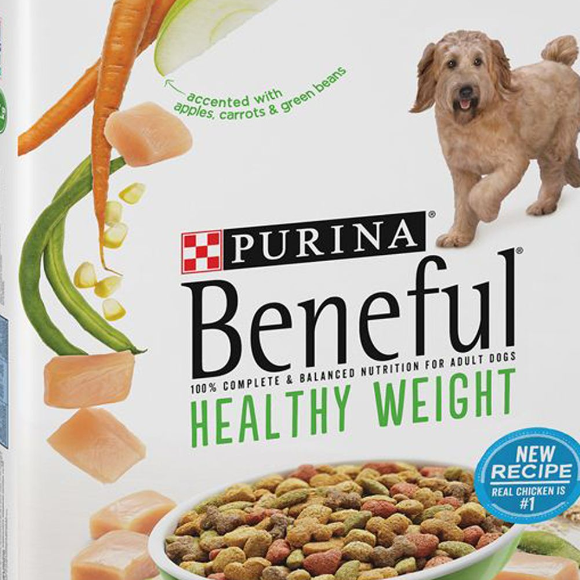 accented with
apples, carrots & green beans
PURINA®
Beneful®
100% COMPLETE & BALANCED NUTRITION FOR ADULT DOGS
HEALTHY WEIGHT
NEW
RECIPE
REAL CHICKEN IS
#1